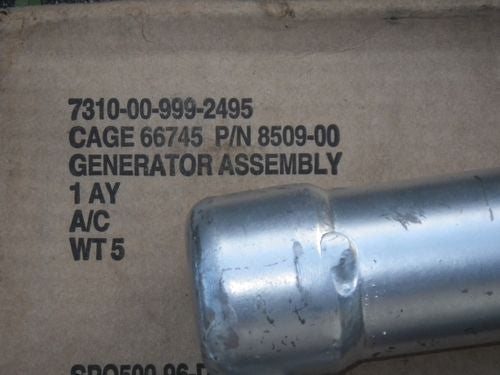 7310-00-999-2495
CAGE 66745 P/N 8509-00
GENERATOR ASSEMBLY
1 AY
A/C
WT 5